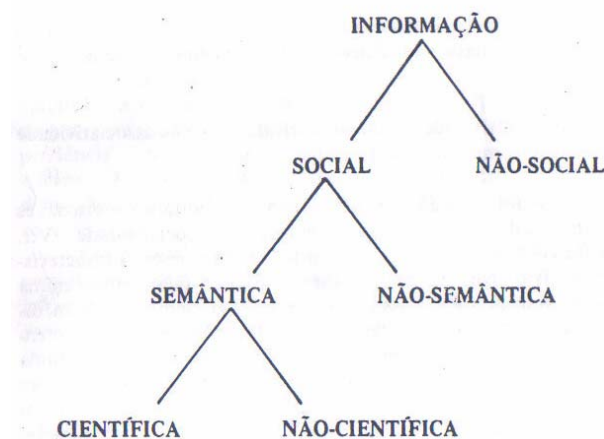 INFORMAÇÃO
SOCIAL NÃO-SOCIAL
SEMÂNTICA NÃO-SEMÂNTICA
CIENTÍFICA NÃO-CIENTÍFICA